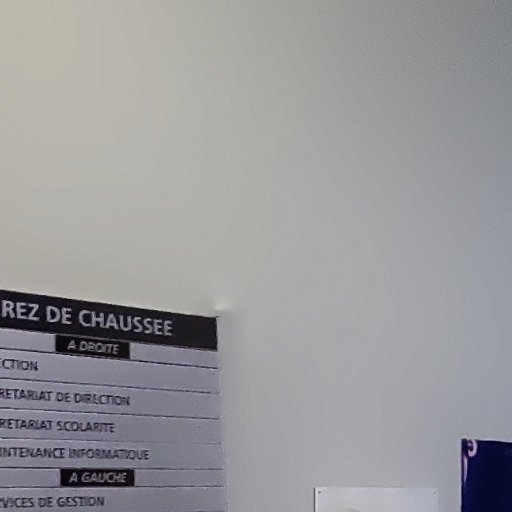 REZ DE CHAUSSEE
A DROITE
CTION
RETARIAT DE DIRECTION
RETARIAT SCOLARITE
INTENANCE INFORMATIQUE
A GAUCHE
VICES DE GESTION